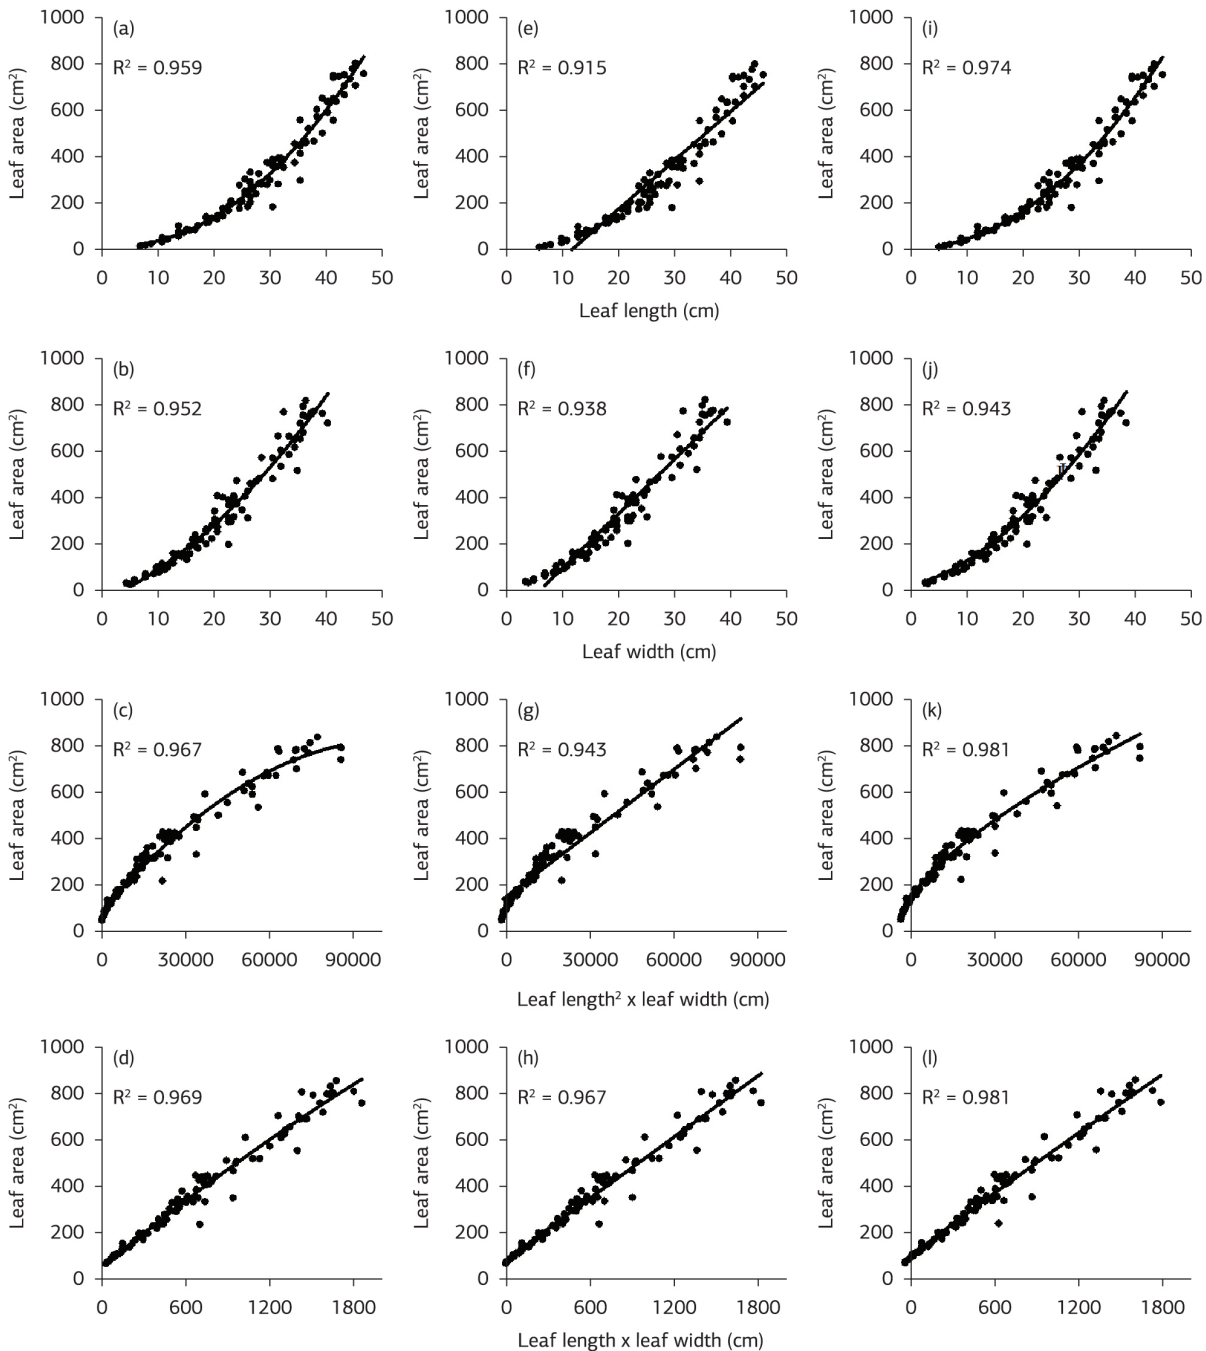 (a)
R² = 0.959
Leaf area (cm²)
1000
800
600
400
200
0
0 10 20 30 40 50
(e)
R² = 0.915
Leaf area (cm²)
1000
800
600
400
200
0
0 10 20 30 40 50
(i)
R² = 0.974
Leaf area (cm²)
1000
800
600
400
200
0
0 10 20 30 40 50
Leaf length (cm)
(b)
R² = 0.952
Leaf area (cm²)
1000
800
600
400
200
0
0 10 20 30 40 50
(f)
R² = 0.938
Leaf area (cm²)
1000
800
600
400
200
0
0 10 20 30 40 50
(j)
R² = 0.943
Leaf area (cm²)
1000
800
600
400
200
0
0 10 20 30 40 50
Leaf width (cm)
(c)
R² = 0.967
Leaf area (cm²)
1000
800
600
400
200
0
0 30000 60000 90000
(g)
R² = 0.943
Leaf area (cm²)
1000
800
600
400
200
0
0 30000 60000 90000
(k)
R² = 0.981
Leaf area (cm²)
1000
800
600
400
200
0
0 30000 60000 90000
Leaf length² x leaf width (cm)
(d)
R² = 0.969
Leaf area (cm²)
1000
800
600
400
200
0
0 600 1200 1800
(h)
R² = 0.967
Leaf area (cm²)
1000
800
600
400
200
0
0 600 1200 1800
(l)
R² = 0.981
Leaf area (cm²)
1000
800
600
400
200
0
0 600 1200 1800
Leaf length x leaf width (cm)